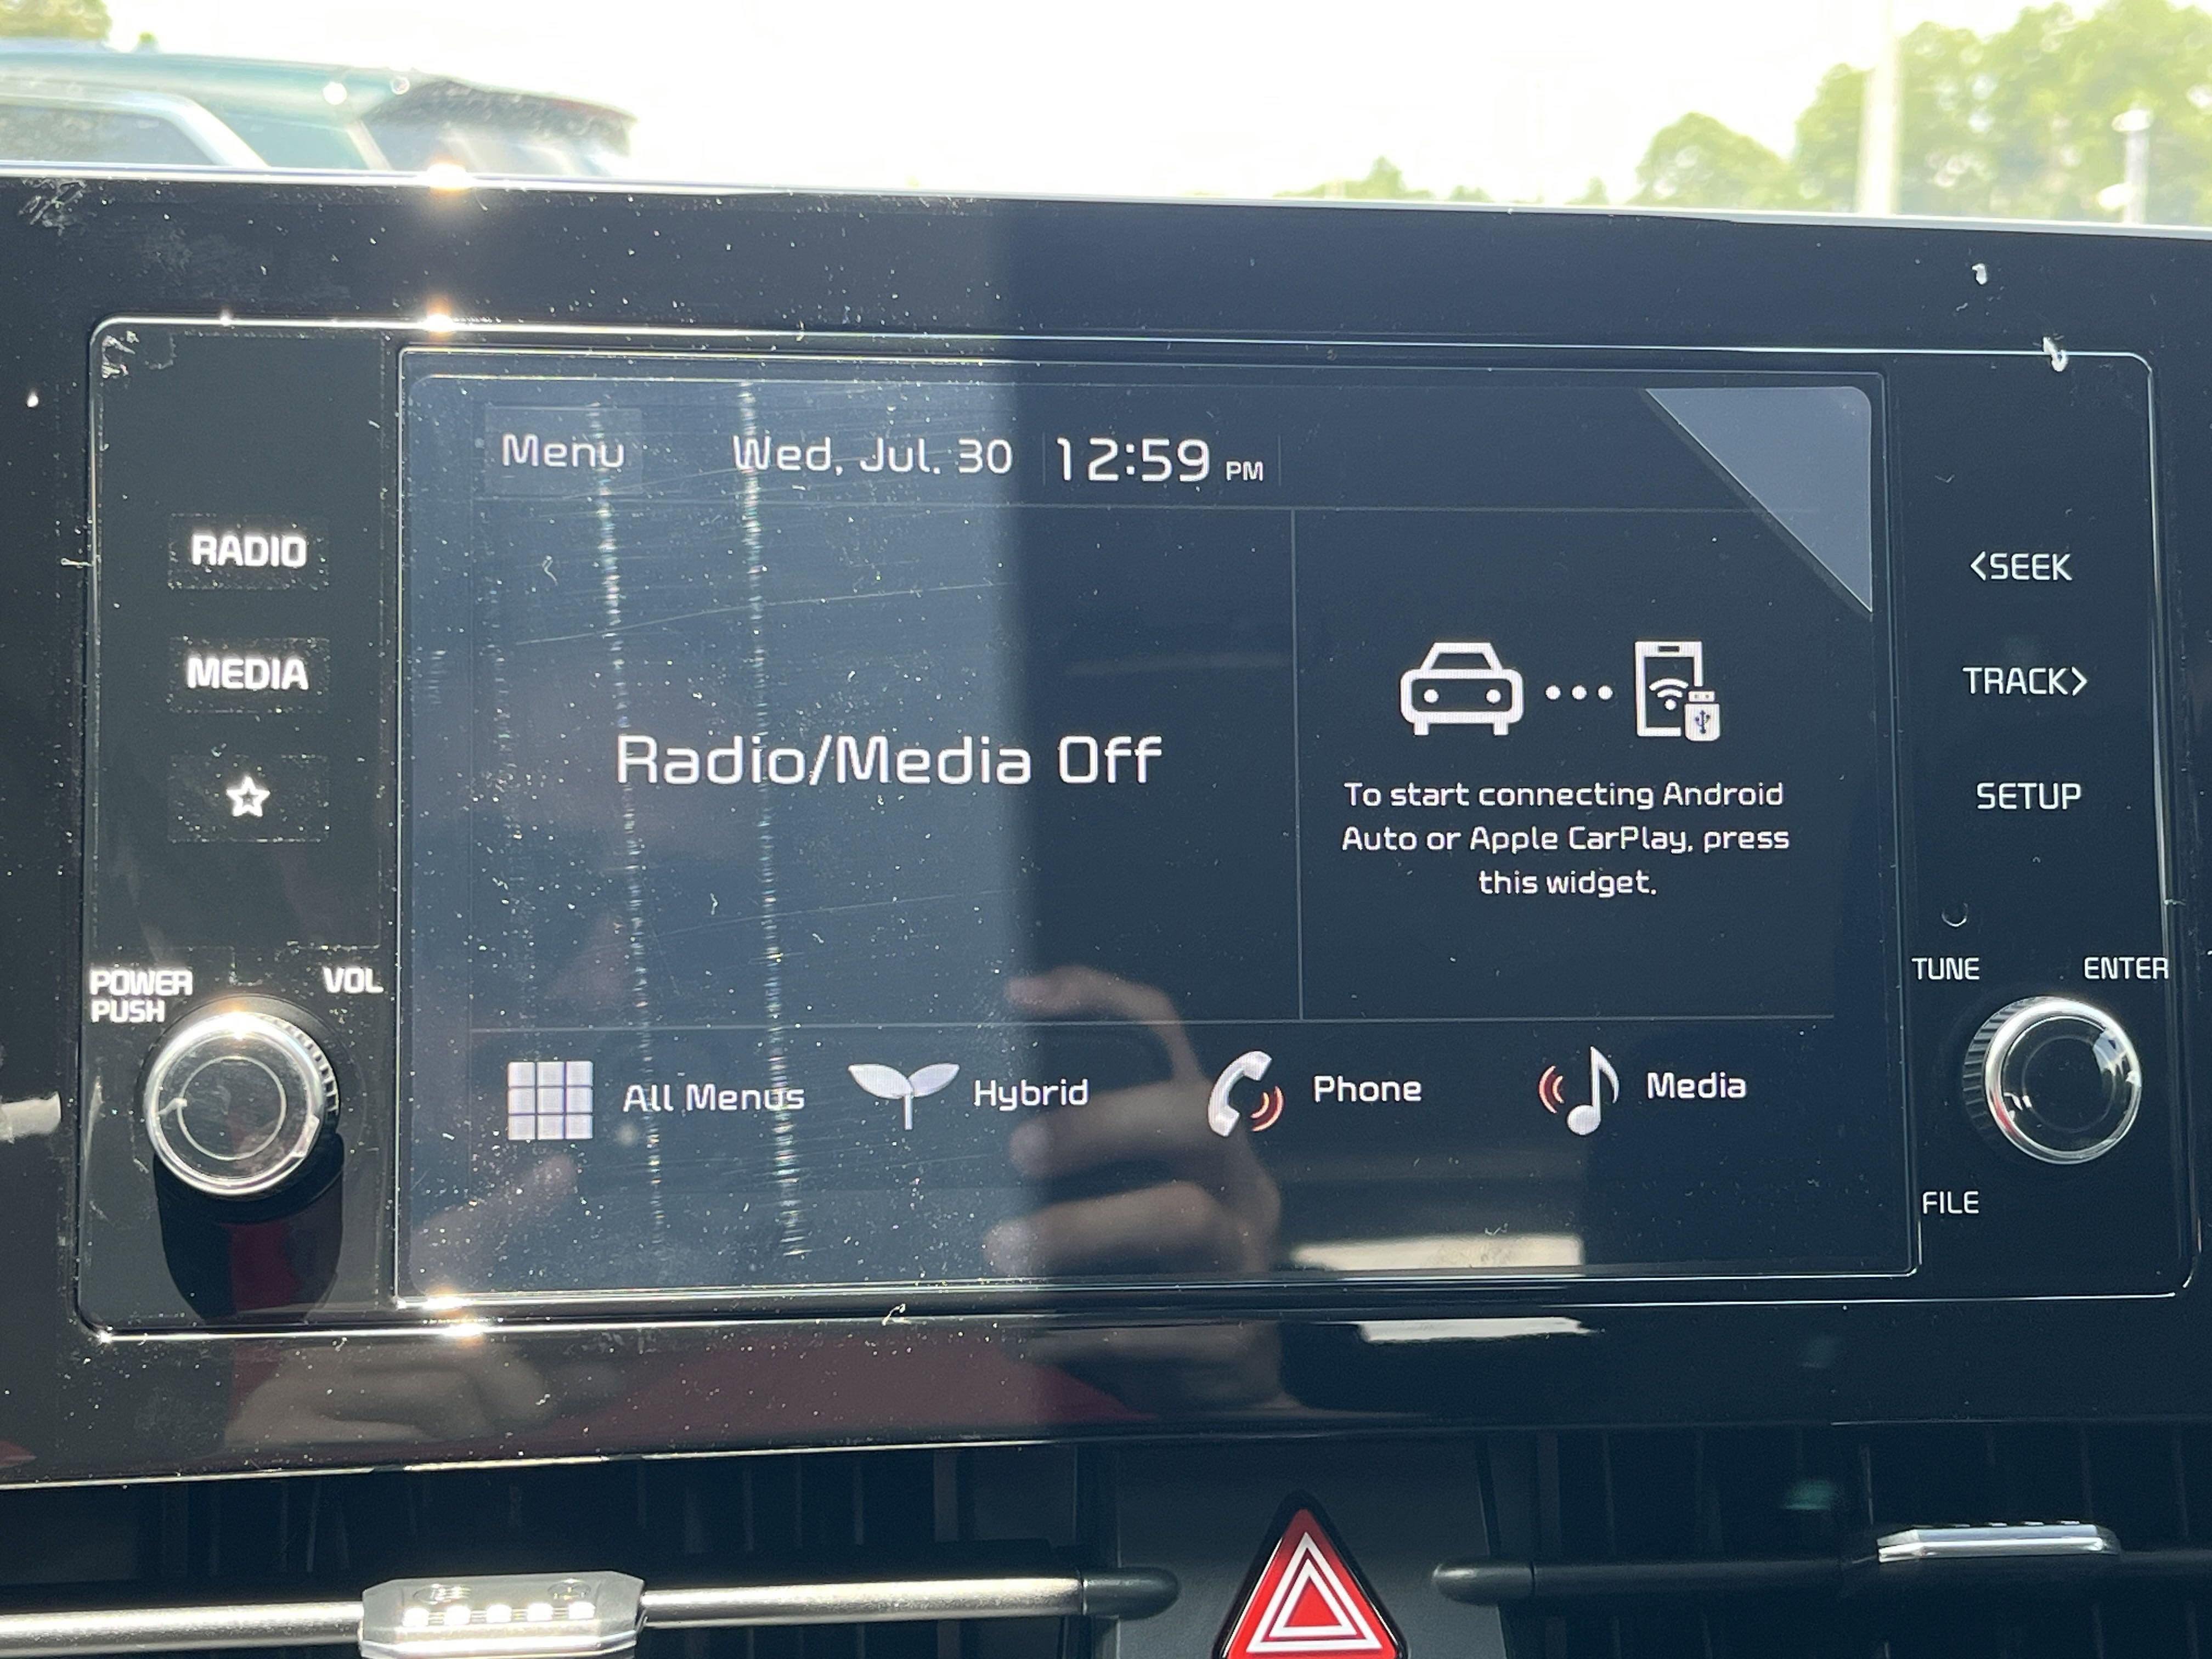 Menu Wed, Jul. 30 12:59 PM
RADIO
MEDIA
POWER
PUSH
VOL
Radio/Media Off
To start connecting Android
Auto or Apple CarPlay, press
this widget.
All Menus Hybrid Phone Media
<SEEK
TRACK>
SETUP
TUNE ENTER
FILE